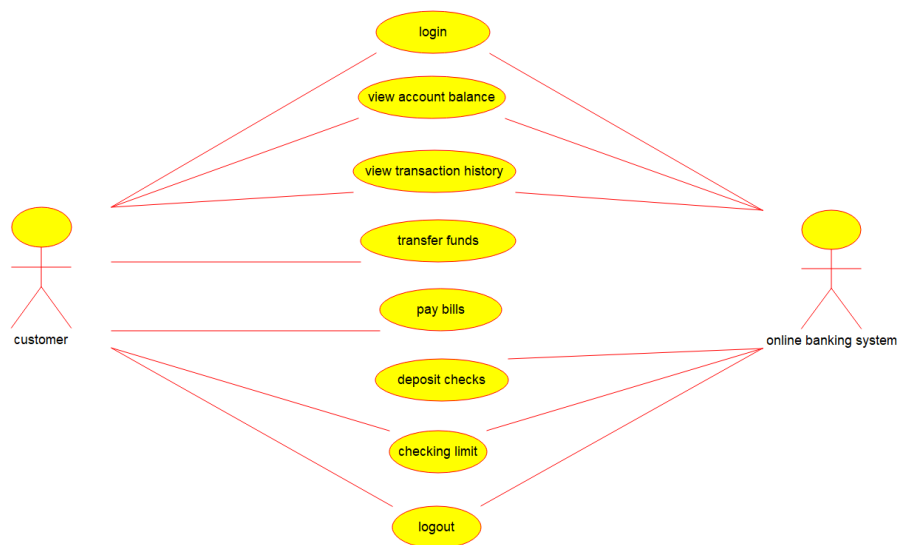 login
view account balance
view transaction history
transfer funds
pay bills
customer
online banking system
deposit checks
checking limit
logout